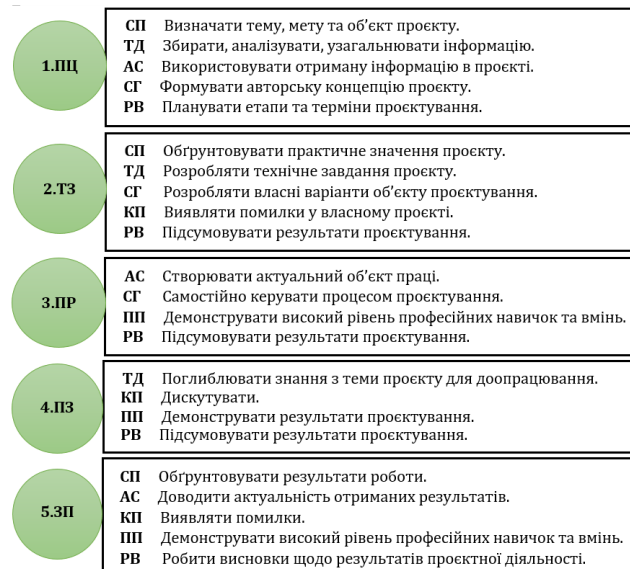 1.ПЦ
СП Визначати тему, мету та об’єкт проєкту.
ТД Збирати, аналізувати, узагальнювати інформацію.
АС Використовувати отриману інформацію в проєкті.
СГ Формувати авторську концепцію проєкту.
РВ Планувати етапи та терміни проєктування.
2.ТЗ
СП Обґрунтовувати практичне значення проєкту.
ТД Розробляти технічне завдання проєкту.
СГ Розробляти власні варіанти об’єкту проєктування.
КП Виявляти помилки у власному проєкті.
РВ Підсумовувати результати проєктування.
3.ПР
АС Створювати актуальний об’єкт праці.
СГ Самостійно керувати процесом проєктування.
ПП Демонструвати високий рівень професійних навичок та вмінь.
РВ Підсумовувати результати проєктування.
4.ПЗ
ТД Поглиблювати знання з теми проєкту для доопрацювання.
КП Дискутувати.
ПП Демонструвати результати проєктування.
РВ Підсумовувати результати проєктування.
5.ЗП
СП Обґрунтовувати результати роботи.
АС Доводити актуальність отриманих результатів.
КП Виявляти помилки.
ПП Демонструвати високий рівень професійних навичок та вмінь.
РВ Робити висновки щодо результатів проєктної діяльності.